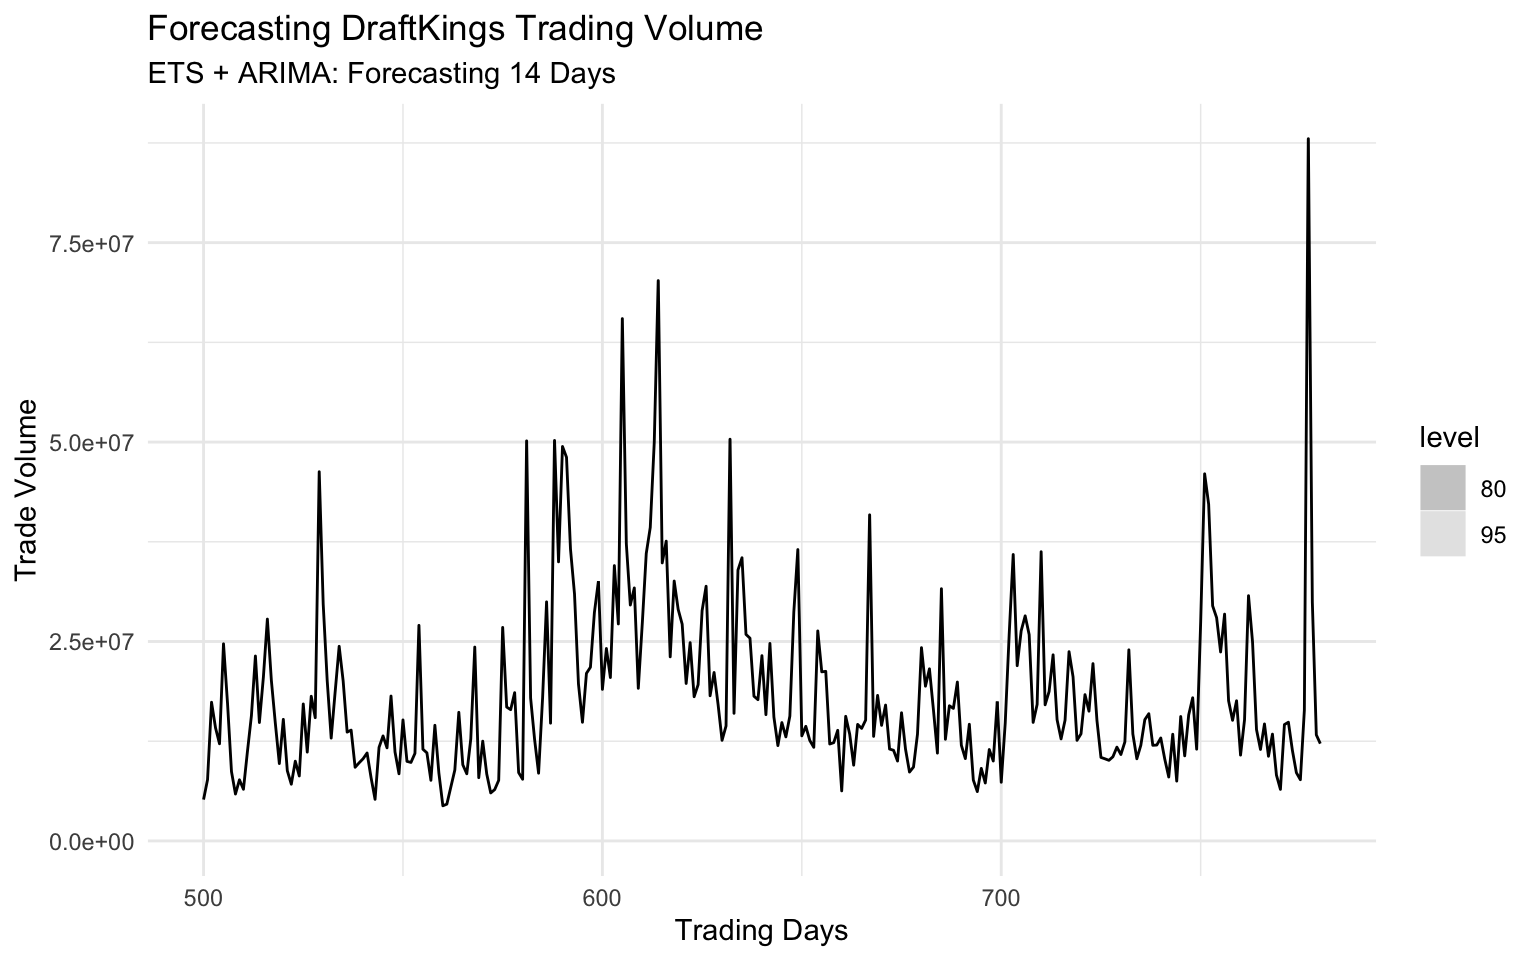 Forecasting DraftKings Trading Volume
ETS + ARIMA: Forecasting 14 Days
7.5e+07
5.0e+07
2.5e+07
0.0e+00
Trade Volume
500
600
700
Trading Days
level
80
95